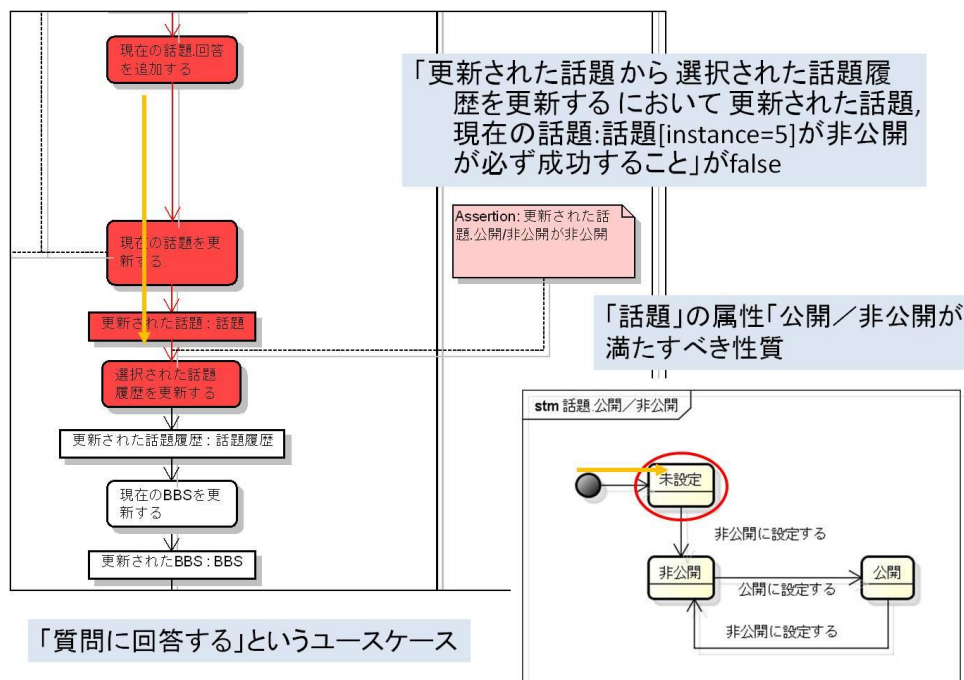 現在の話題.回答
を追加する
「更新された話題 から 選択された話題履
歴を更新する において 更新された話題,
現在の話題:話題[instance=5]が非公開
が必ず成功すること」がfalse
Assertion: 更新された話
題.公開/非公開が非公開
現在の話題を更
新する
更新された話題 : 話題
選択された話題
履歴を更新する
更新された話題履歴 : 話題履歴
現在のBBSを更
新する
更新されたBBS : BBS
「質問に回答する」というユースケース
「話題」の属性「公開／非公開が
満たすべき性質
stm 話題.公開／非公開
未設定
非公開に設定する
非公開
公開
公開に設定する
非公開に設定する